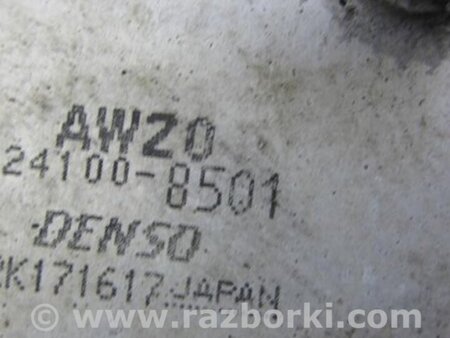 AW20
24100-8501
DENSO
K171617 JAPAN
www.razborki.com